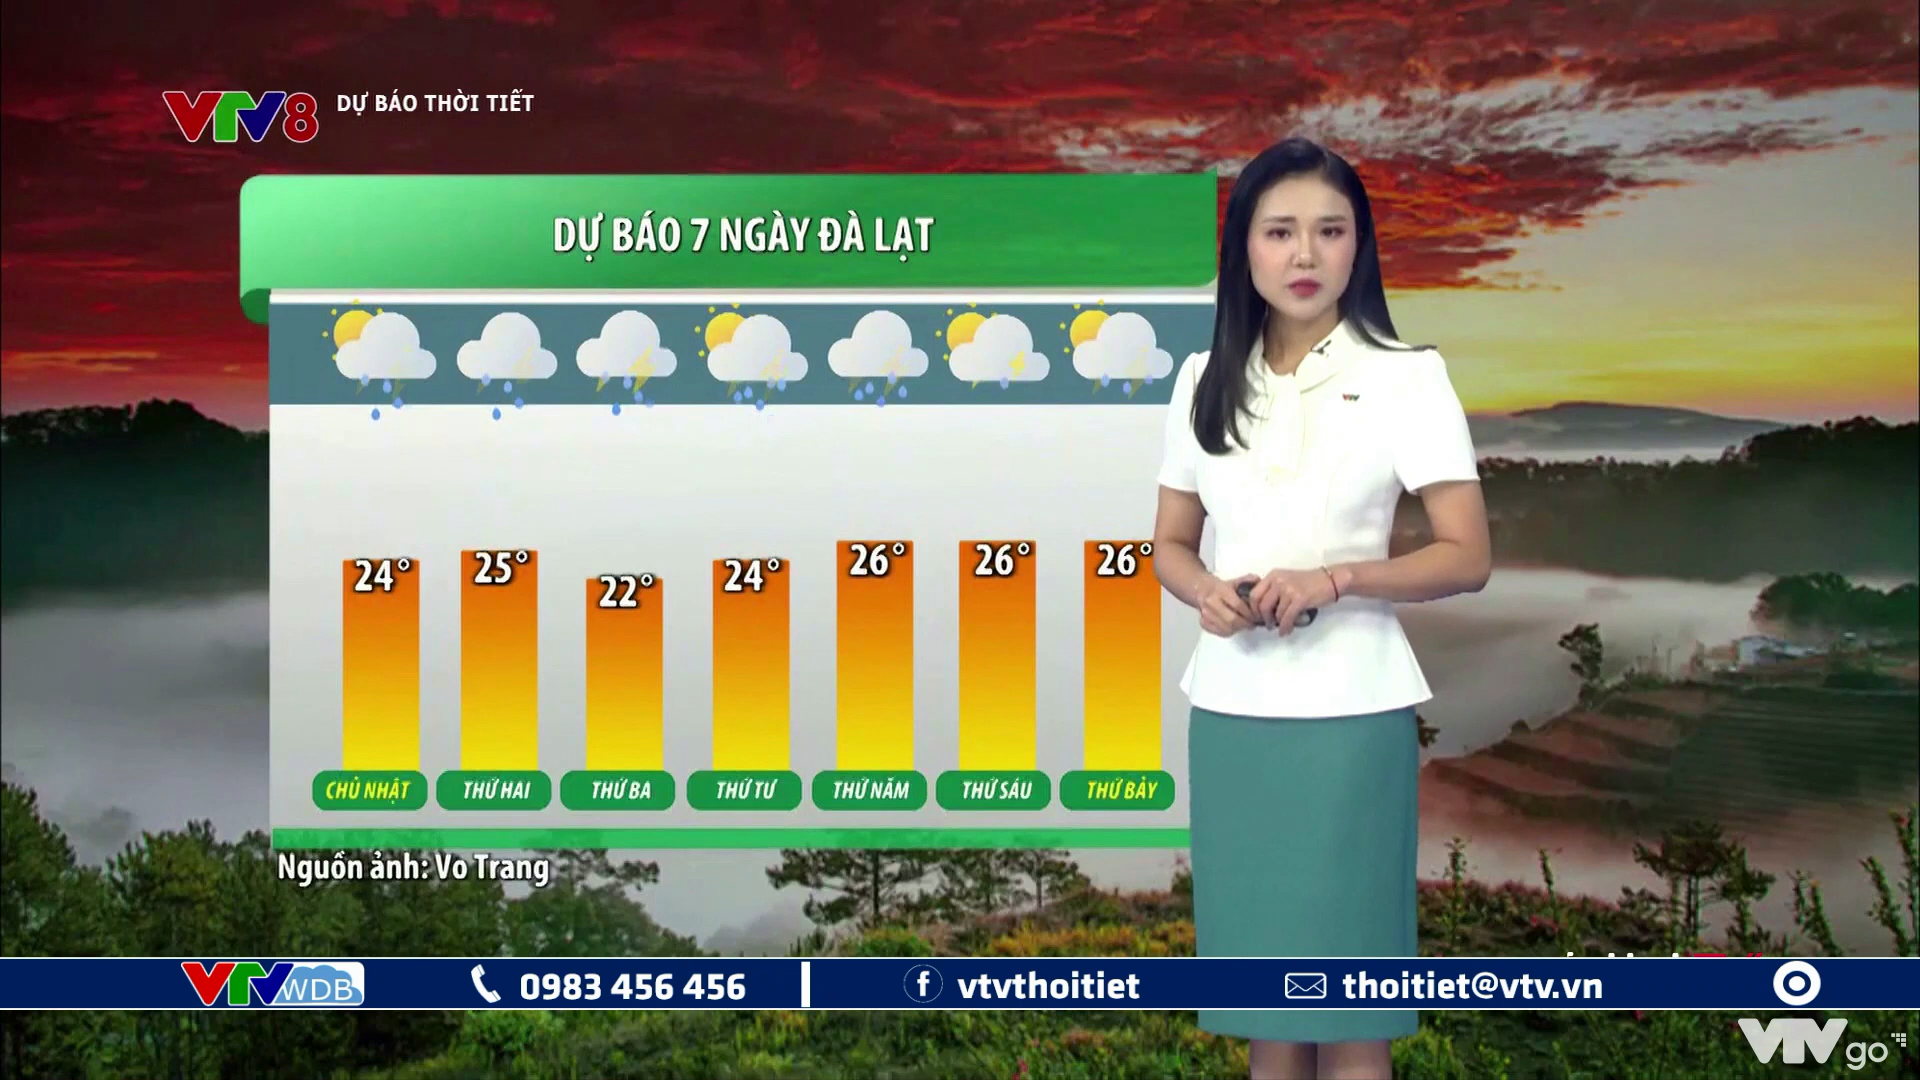 VTV8 DỰ BÁO THỜI TIẾT
DỰ BÁO 7 NGÀY ĐÀ LẠT
24° 25° 22° 24° 26° 26° 26°
CHỦ NHẬT THỨ HAI THỨ BA THỨ TƯ THỨ NĂM THỨ SÁU THỨ BẢY
Nguồn ảnh: Vo Trang
VTV WDB 0983 456 456 vtvthoitiet thoitiet@vtv.vn
VTV go